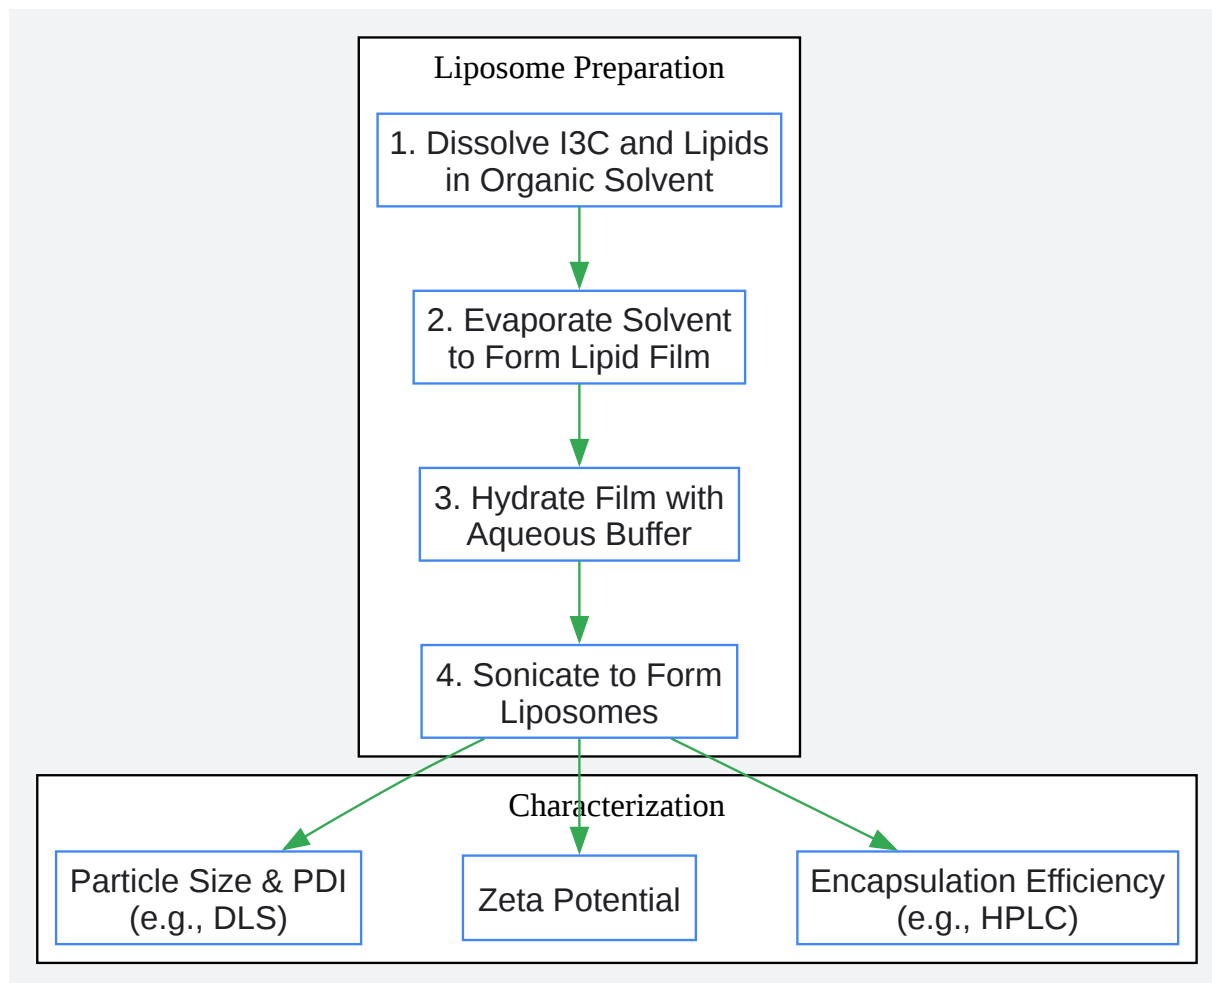 Liposome Preparation
1. Dissolve I3C and Lipids
in Organic Solvent
2. Evaporate Solvent
to Form Lipid Film
3. Hydrate Film with
Aqueous Buffer
4. Sonicate to Form
Liposomes
Characterization
Particle Size & PDI
(e.g., DLS)
Zeta Potential
Encapsulation Efficiency
(e.g., HPLC)